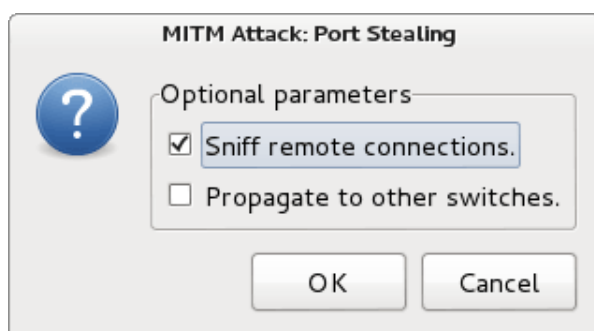 MITM Attack: Port Stealing
?
Optional parameters
Sniff remote connections.
Propagate to other switches.
OK
Cancel